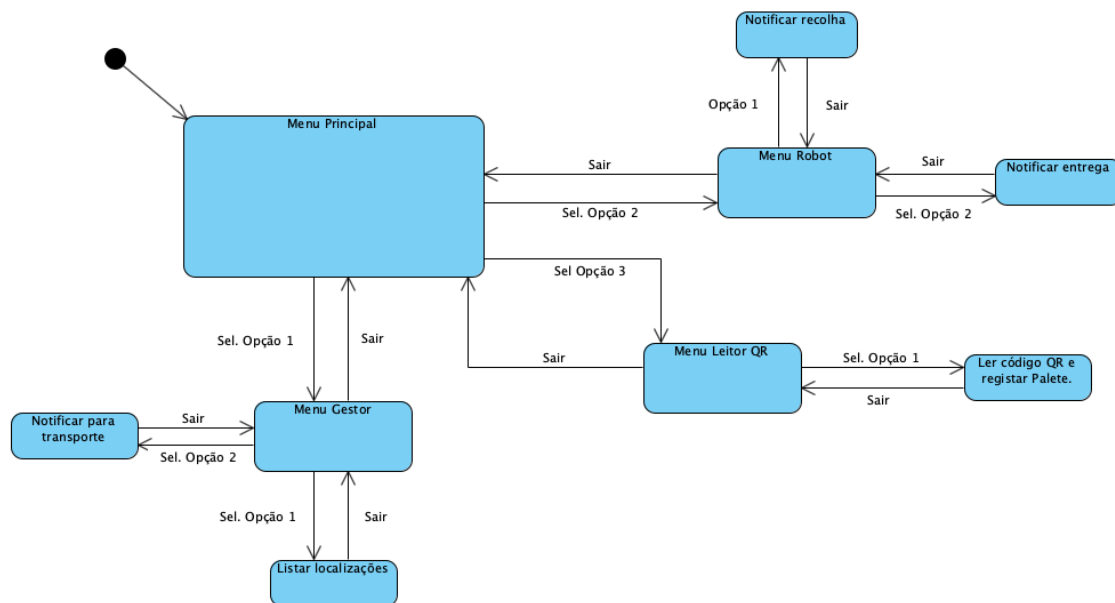 Notificar recolha
Opção 1
Sair
Menu Principal
Menu Robot
Sair
Sair
Notificar entrega
Sel. Opção 2
Sel. Opção 2
Sel Opção 3
Sel. Opção 1
Sair
Sair
Menu Leitor QR
Sel. Opção 1
Ler código QR e
registar Palete.
Sair
Menu Gestor
Notificar para
transporte
Sair
Sel. Opção 2
Sel. Opção 1
Sair
Listar localizações